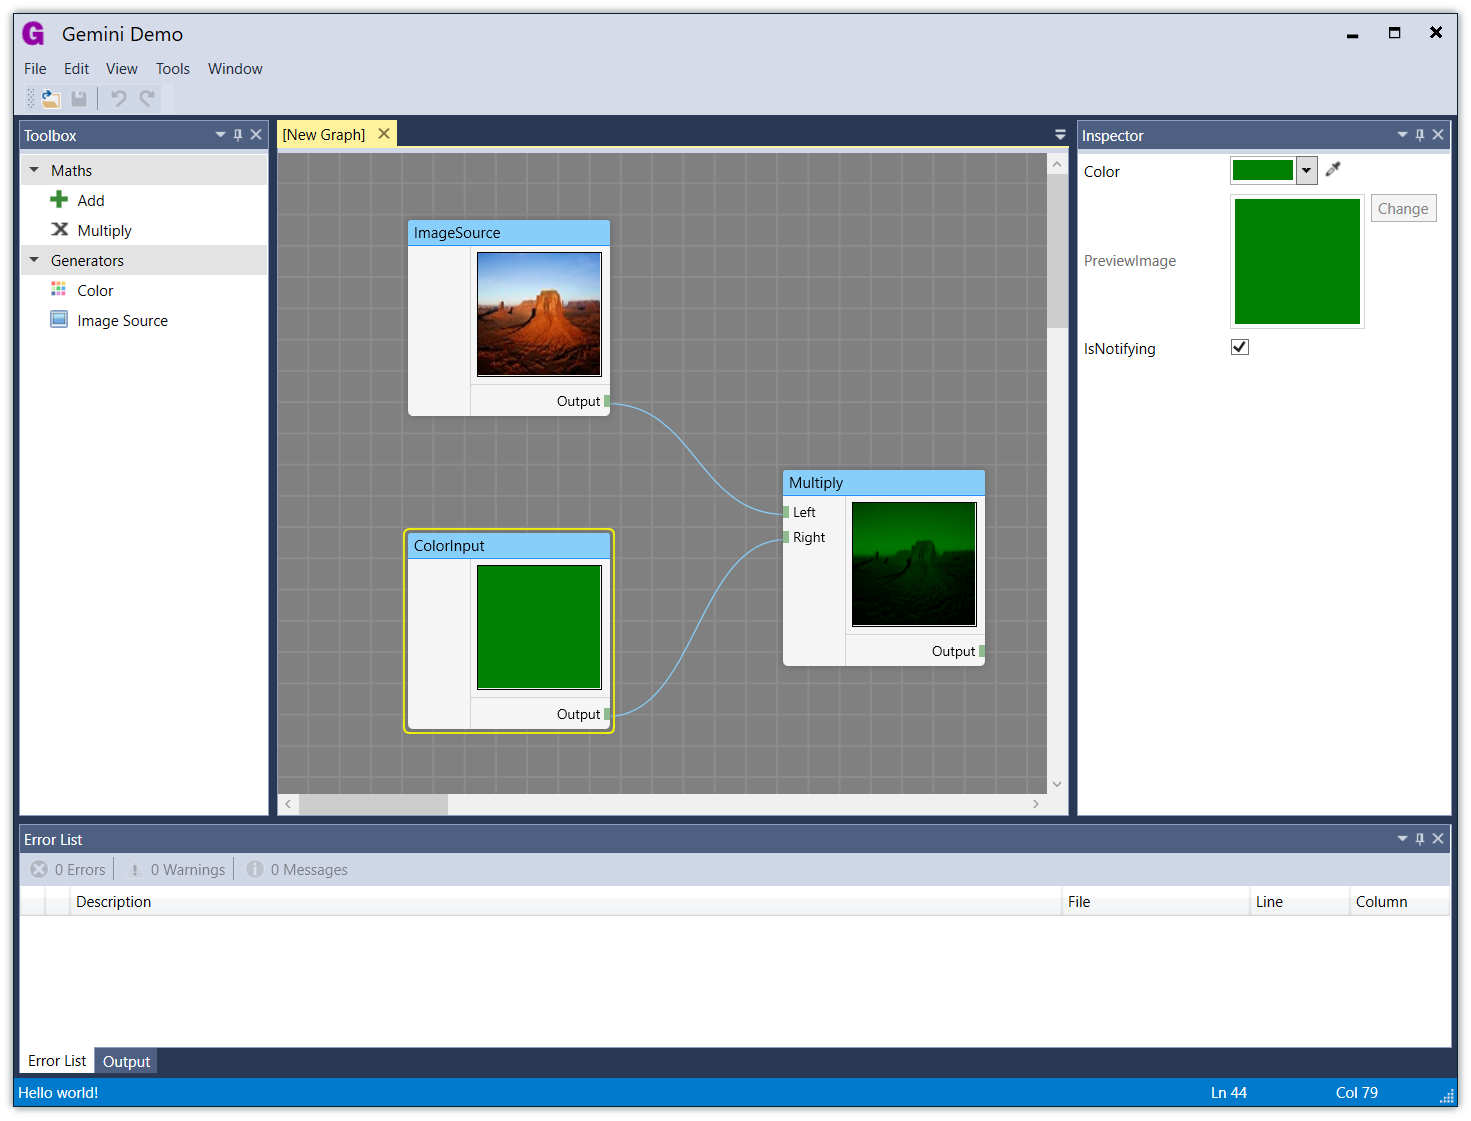 G Gemini Demo
File Edit View Tools Window
Toolbox
Maths
Add
Multiply
Generators
Color
Image Source
[New Graph]
ImageSource
Output
ColorInput
Output
Multiply
Left
Right
Output
Inspector
Color
PreviewImage
Change
IsNotifying
Error List
0 Errors 0 Warnings 0 Messages
Description File Line Column
Error List Output
Hello world! Ln 44 Col 79